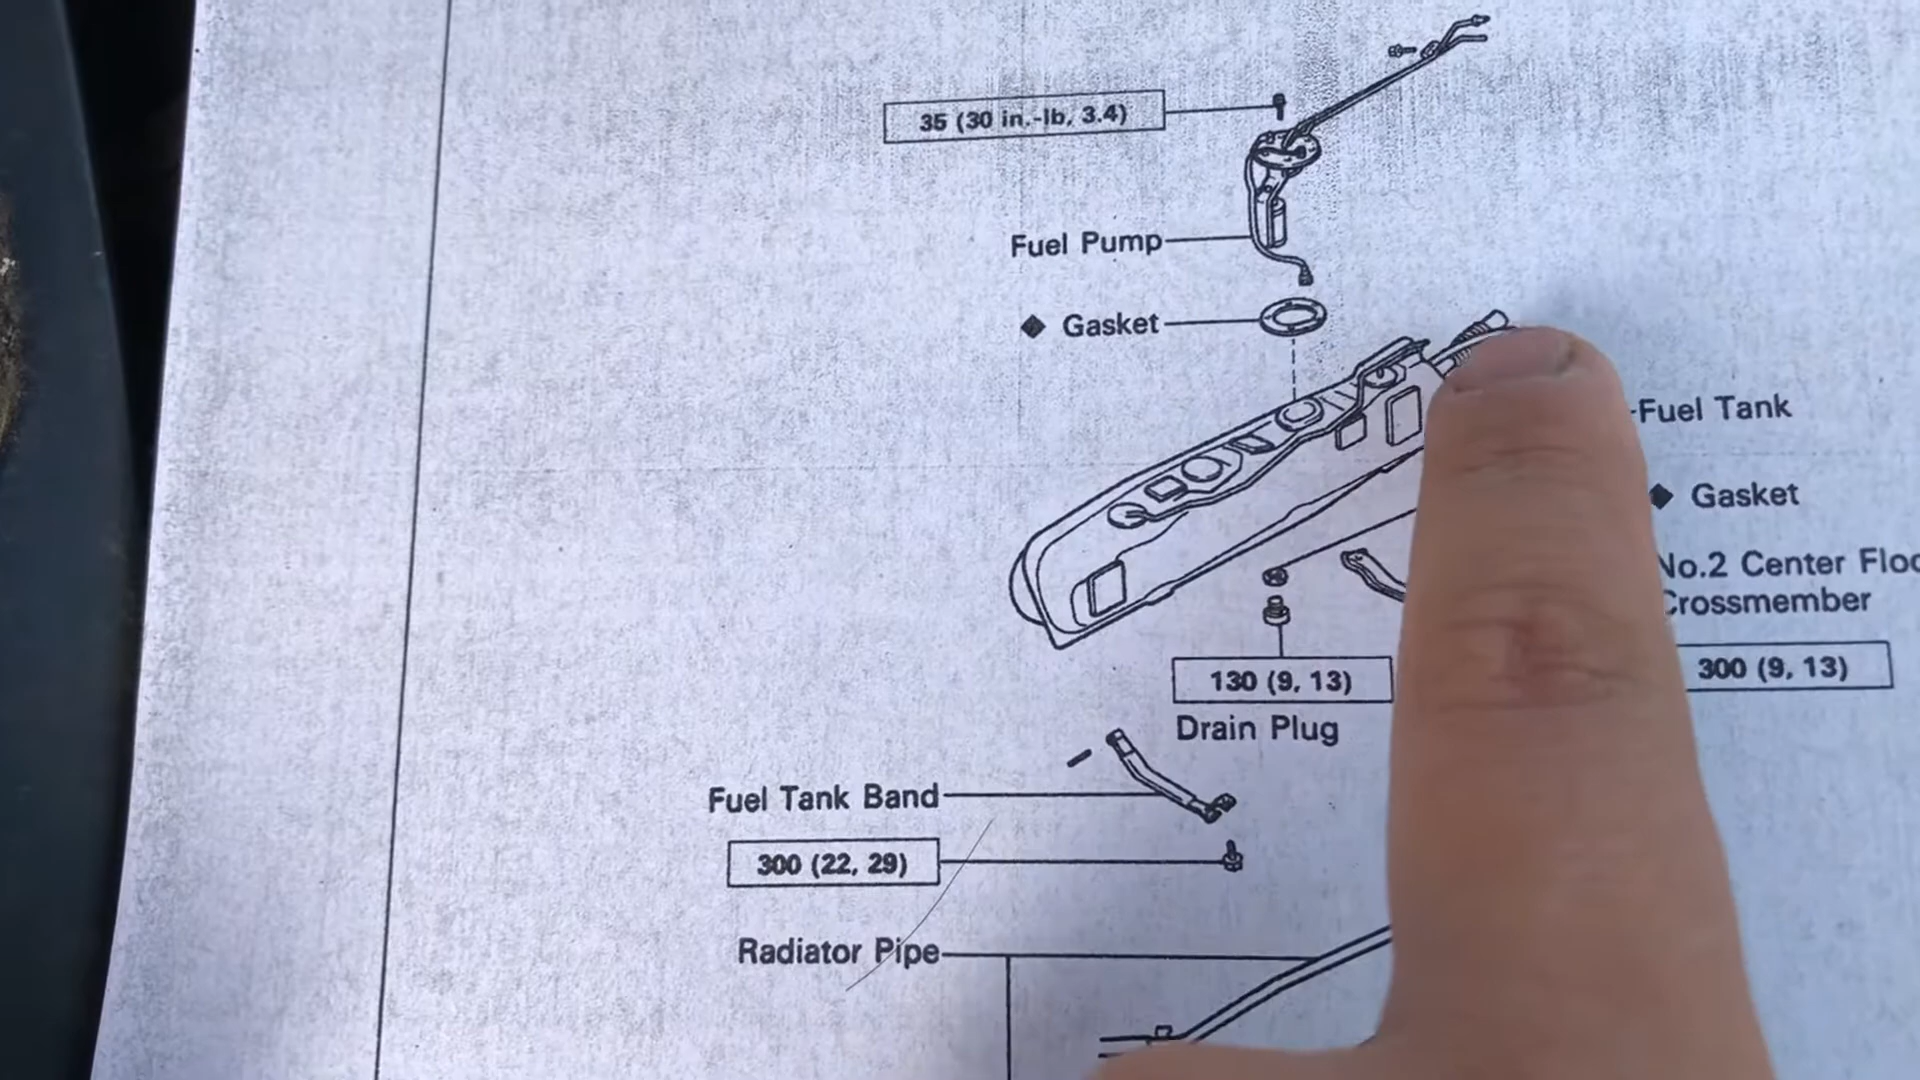 35 (30 in.-lb, 3.4)
Fuel Pump
◆ Gasket
Fuel Tank
◆ Gasket
No.2 Center Floo
Crossmember
300 (9, 13)
130 (9, 13)
Drain Plug
Fuel Tank Band
300 (22, 29)
Radiator Pipe